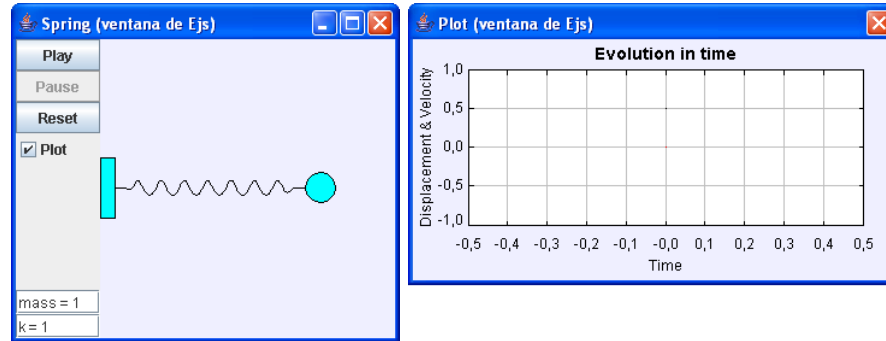 Spring (ventana de Ejs)
Play
Pause
Reset
Plot
mass = 1
k = 1
Plot (ventana de Ejs)
Evolution in time
Displacement & Velocity
1,0
0,5
0,0
-0,5
-1,0
-0,5 -0,4 -0,3 -0,2 -0,1 -0,0 0,1 0,2 0,3 0,4 0,5
Time